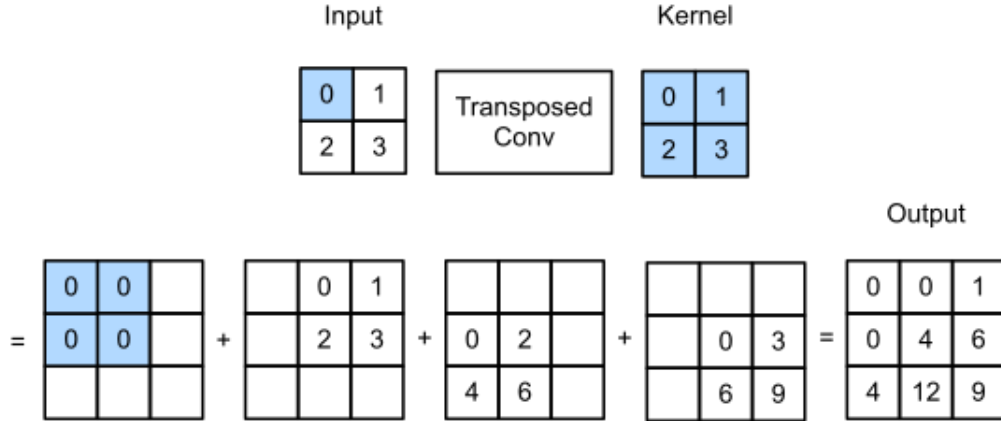 Input Kernel
0 1 Transposed Conv 0 1
2 3 2 3
Output
0 0 0 1 0 0 1
= 0 0 + 2 3 + 0 2 + 0 3 = 0 4 6
4 6 6 9 4 12 9